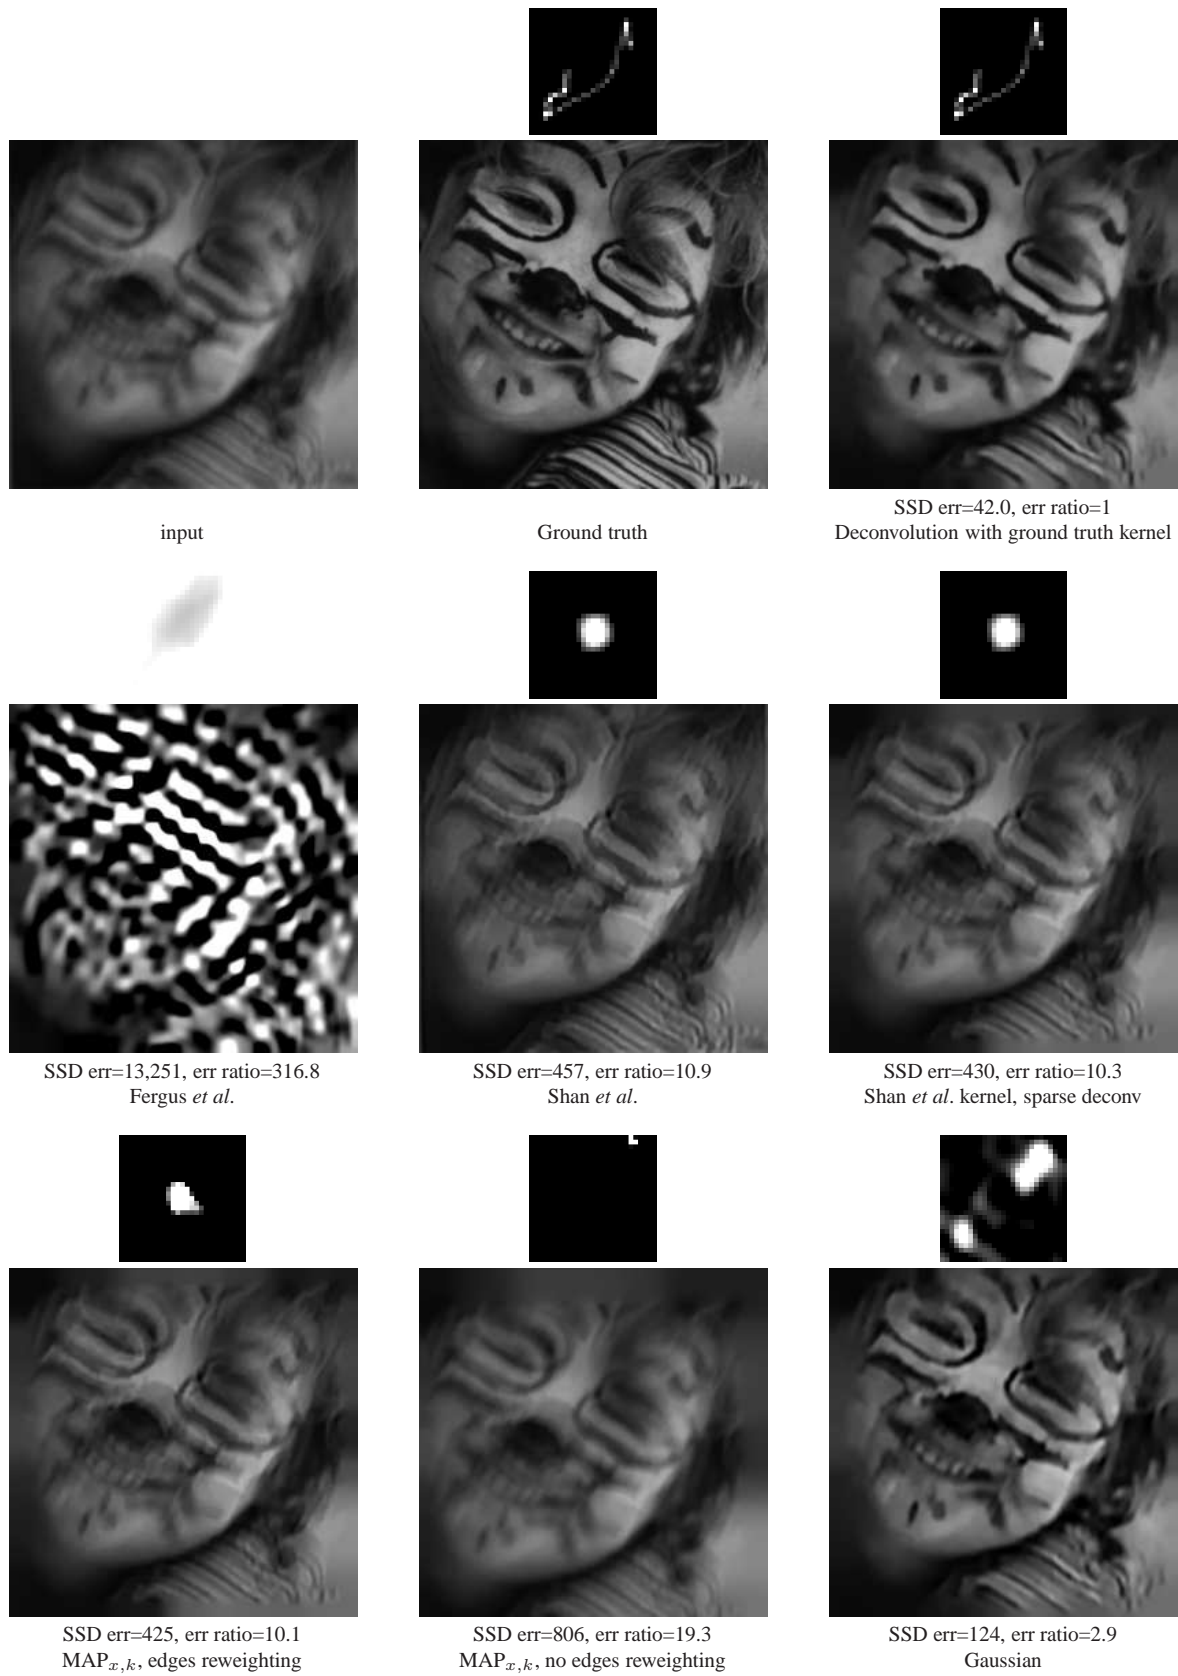 input
Ground truth
SSD err=42.0, err ratio=1
Deconvolution with ground truth kernel
SSD err=13,251, err ratio=316.8
Fergus et al.
SSD err=457, err ratio=10.9
Shan et al.
SSD err=430, err ratio=10.3
Shan et al. kernel, sparse deconv
SSD err=425, err ratio=10.1
MAPx,k, edges reweighting
SSD err=806, err ratio=19.3
MAPx,k, no edges reweighting
SSD err=124, err ratio=2.9
Gaussian